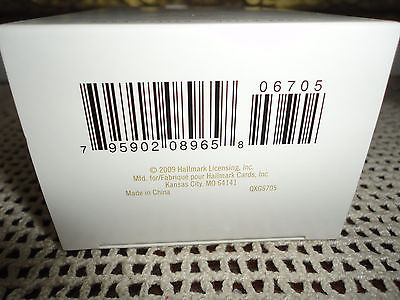 06705
7 95902 08965 8
© 2009 Hallmark Licensing, Inc.
Mfd. for/Fabriqué pour Hallmark Cards, Inc.
Kansas City, MO 64141
Made in China QXG6705